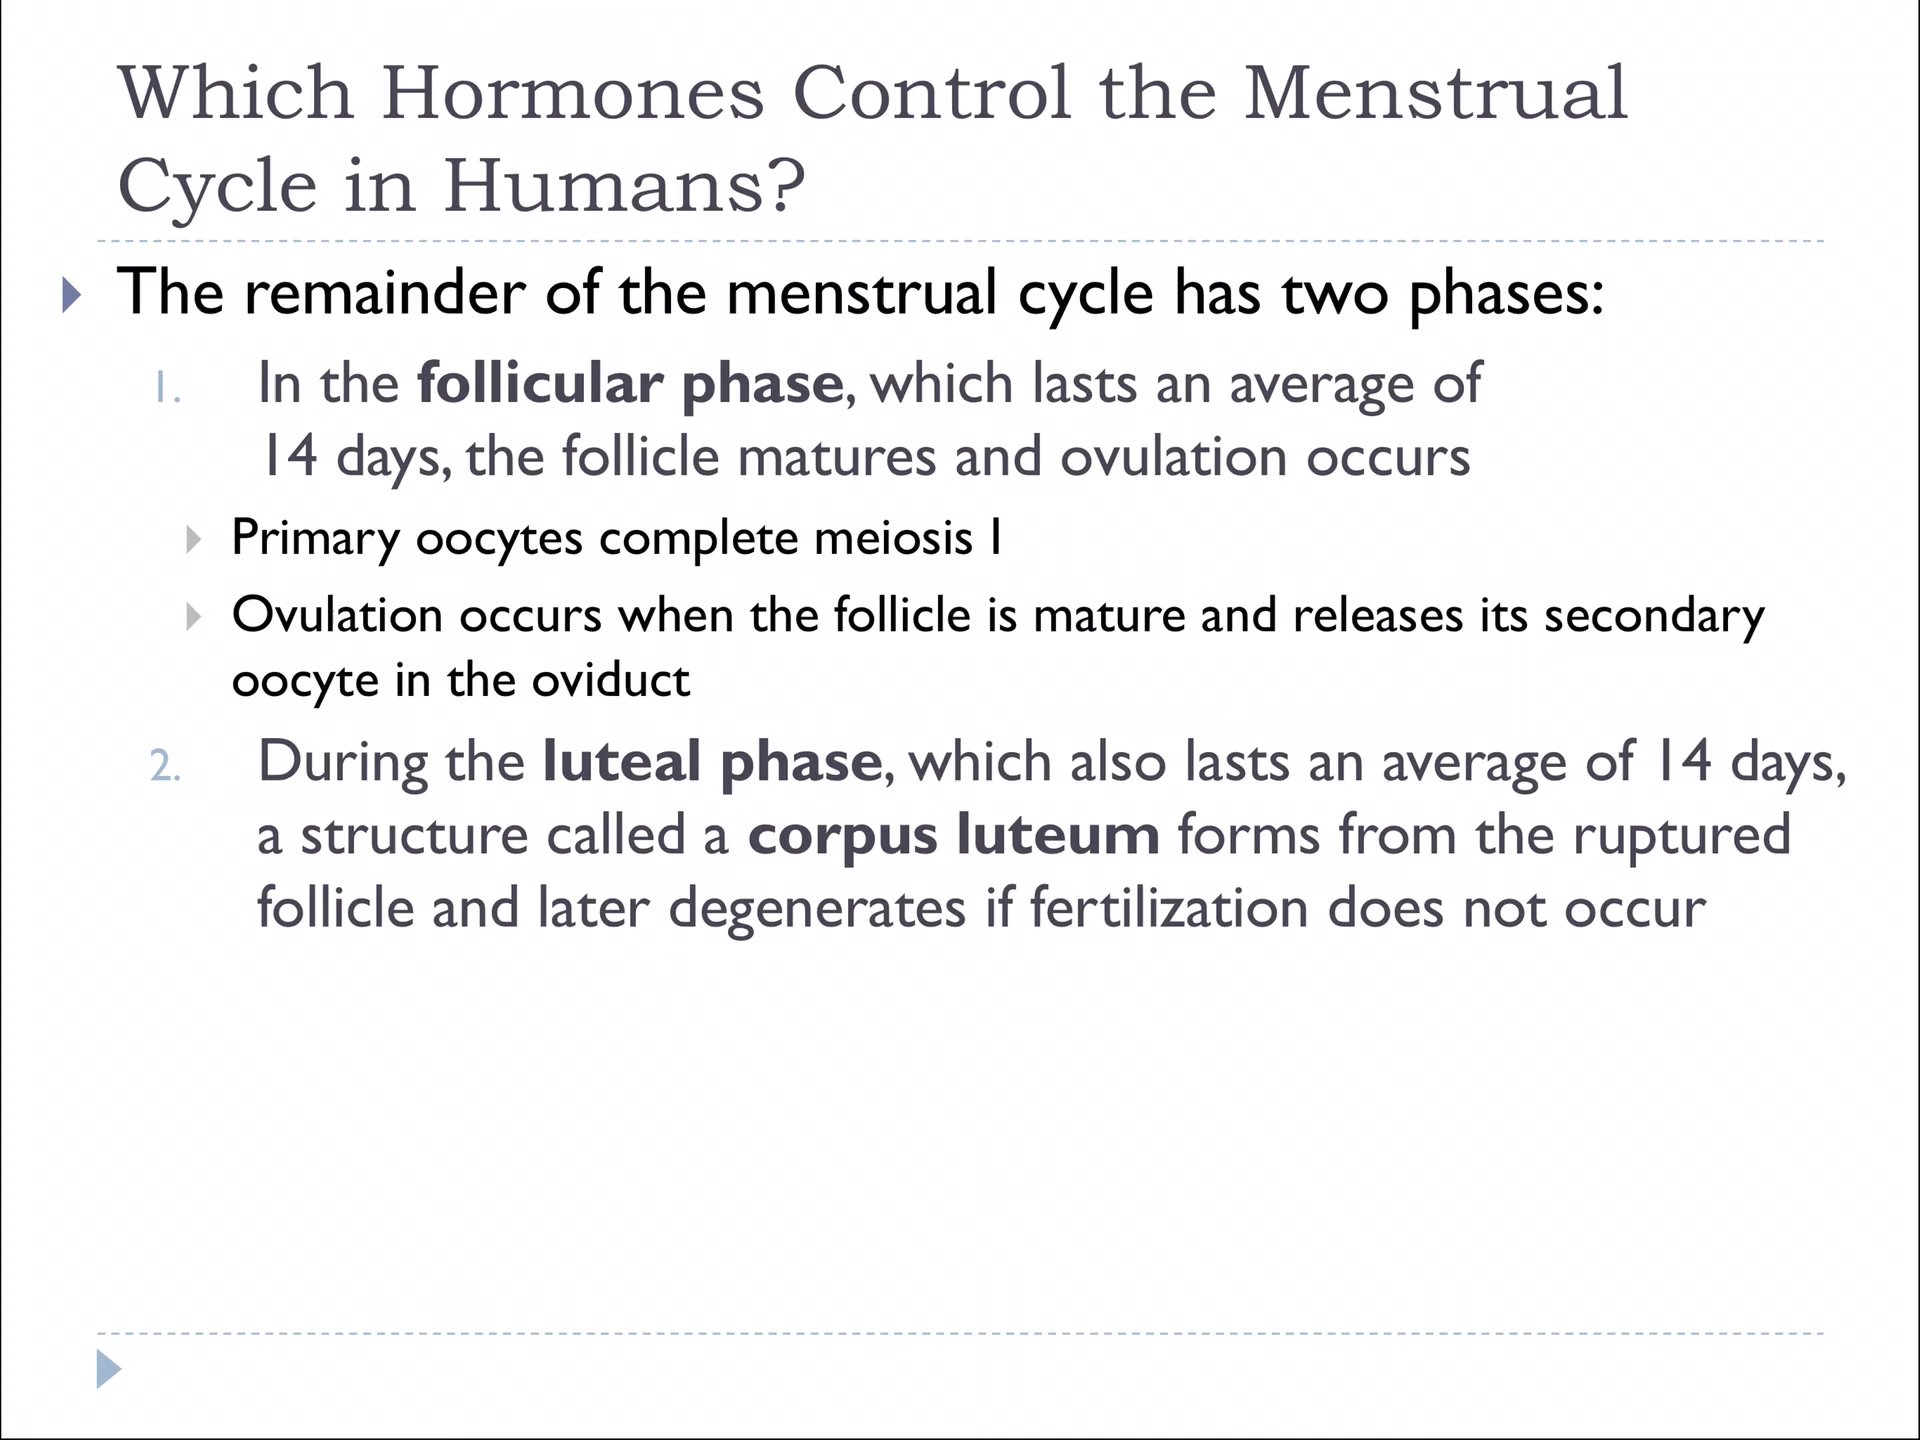 Which Hormones Control the Menstrual
Cycle in Humans?
The remainder of the menstrual cycle has two phases:
1. In the follicular phase, which lasts an average of
14 days, the follicle matures and ovulation occurs
Primary oocytes complete meiosis I
Ovulation occurs when the follicle is mature and releases its secondary
oocyte in the oviduct
2. During the luteal phase, which also lasts an average of 14 days,
a structure called a corpus luteum forms from the ruptured
follicle and later degenerates if fertilization does not occur